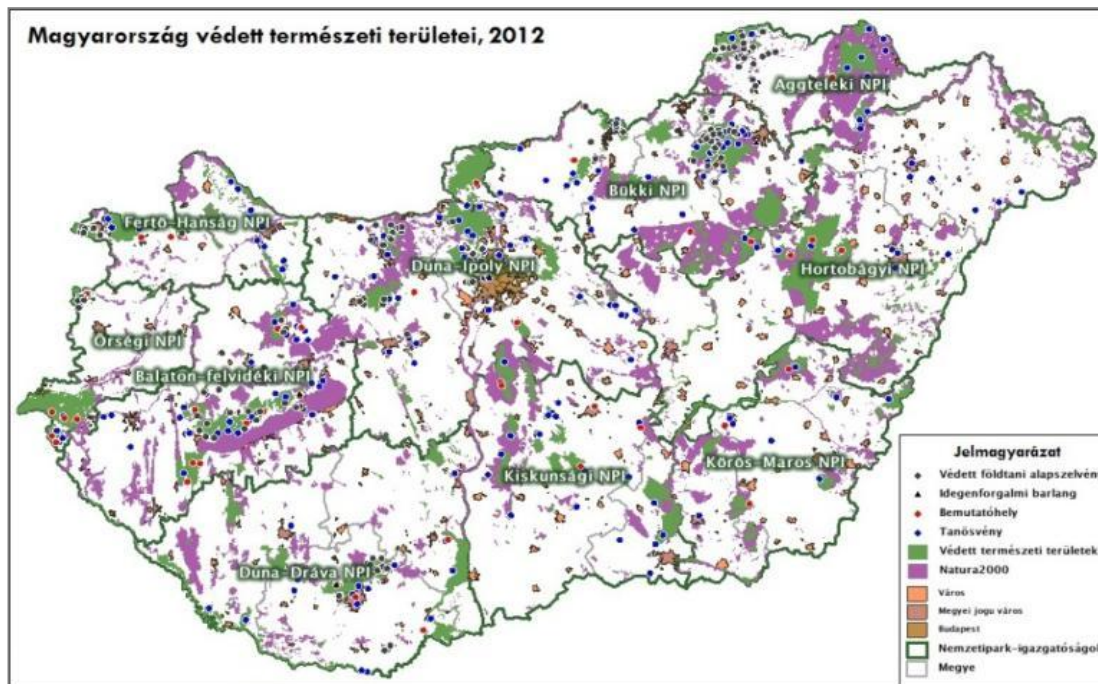 Magyarország védett természeti területei, 2012
Aggteleki NPI
Bükki NPI
Fertő-Hanság NPI
Duna-Ipoly NPI
Hortobágyi NPI
Őrségi NPI
Balaton-felvidéki NPI
Kiskunsági NPI
Körös-Maros NPI
Duna-Dráva NPI
Jelmagyarázat
Védett földtani alapszelvény
Idegenforgalmi barlang
Bemutatóhely
Tanösvény
Védett természeti területek
Natura2000
Város
Megyei jogu város
Budapest
Nemzetipark-igazgatóságok
Megye